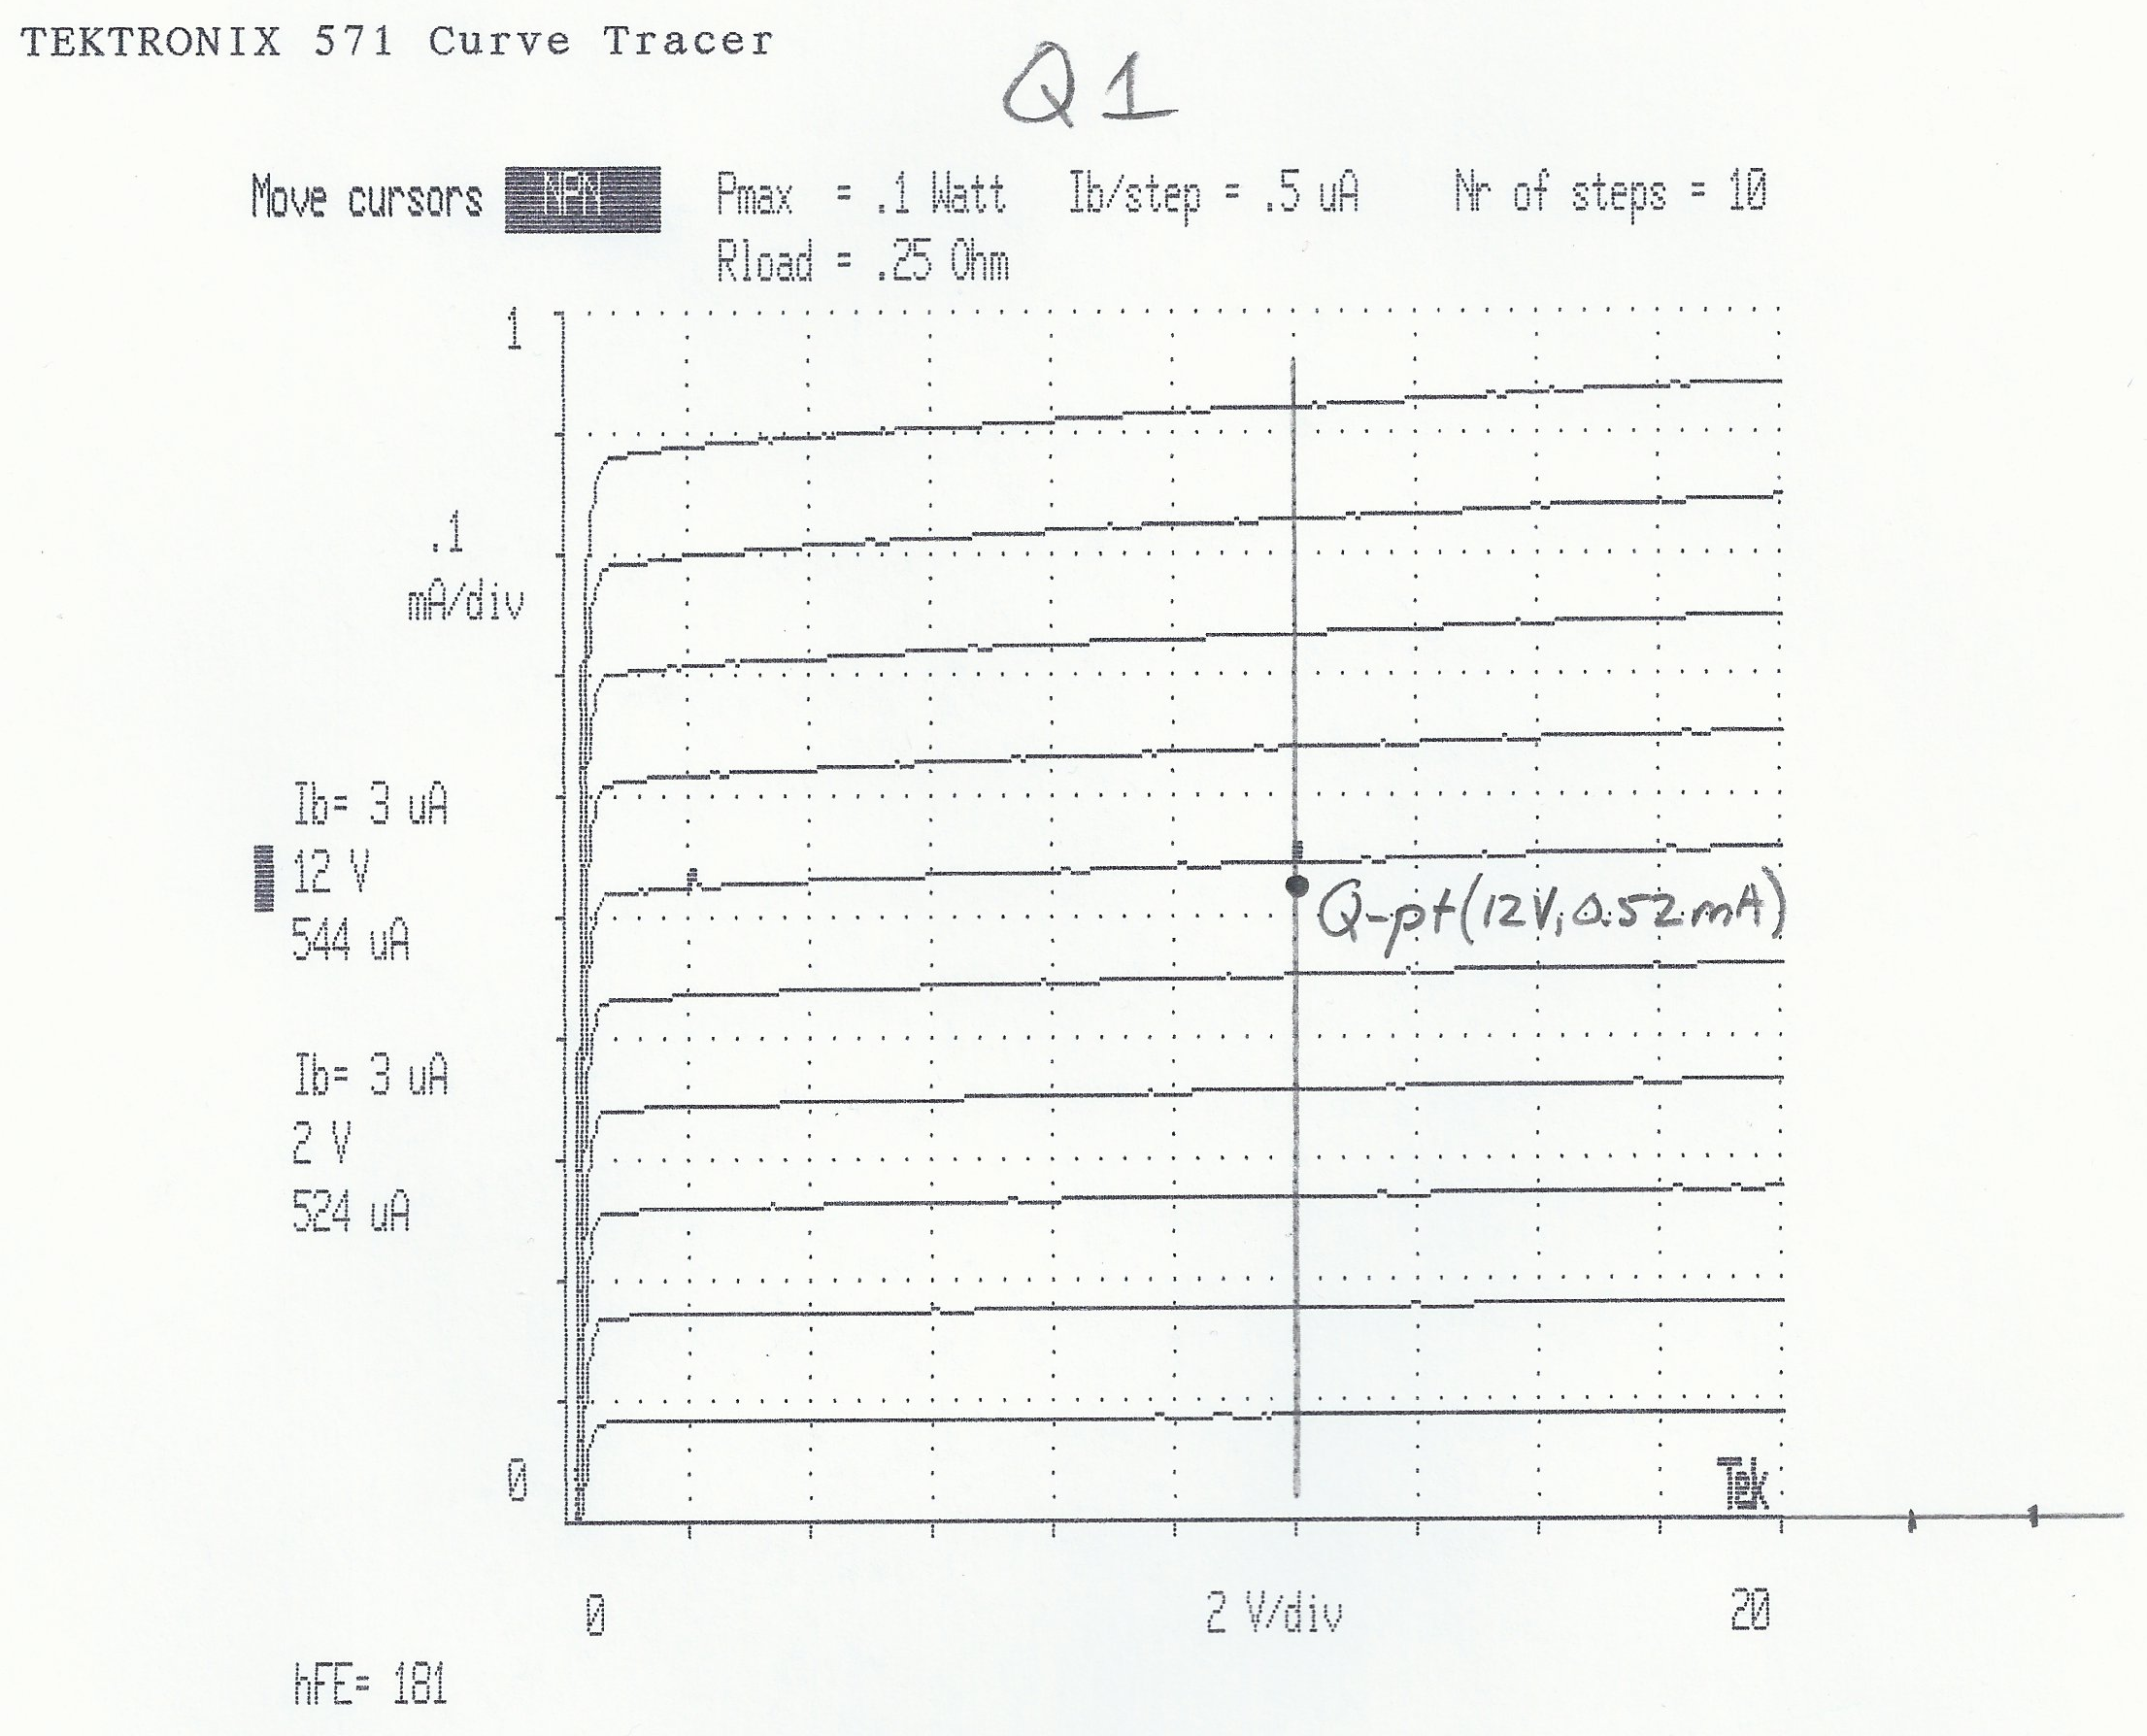 TEKTRONIX 571 Curve Tracer
Q1
Move cursors NPN Pmax = .1 Watt Ib/step = .5 uA Nr of steps = 10
Rload = .25 Ohm
1
.1
mA/div
Ib= 3 uA
12 V
544 uA
Q-pt(12V, 0.52mA)
Ib= 3 uA
2 V
524 uA
Tek
0
0 2 V/div 20
hFE= 181